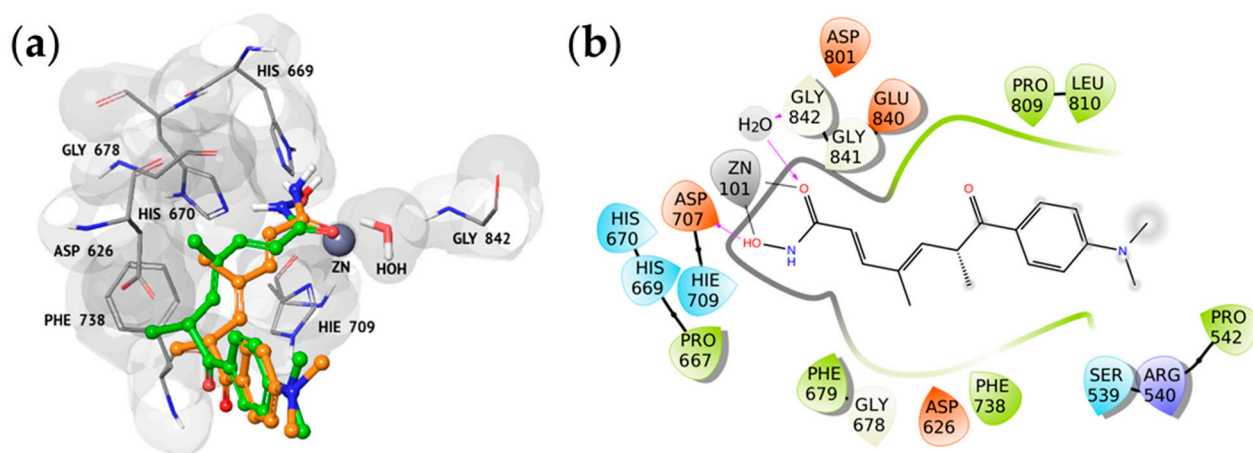 (a)
HIS 669
GLY 678
HIS 670
ASP 626
PHE 738
ZN
HOH
GLY 842
HIE 709
(b)
ASP
801
GLY
842
GLU
840
GLY
841
H₂O
ZN
101
ASP
707
HIS
670
HIS
669
HIE
709
PRO
667
PRO
809
LEU
810
O
HO
N
H
O
N
PHE
679
GLY
678
ASP
626
PHE
738
SER
539
ARG
540
PRO
542